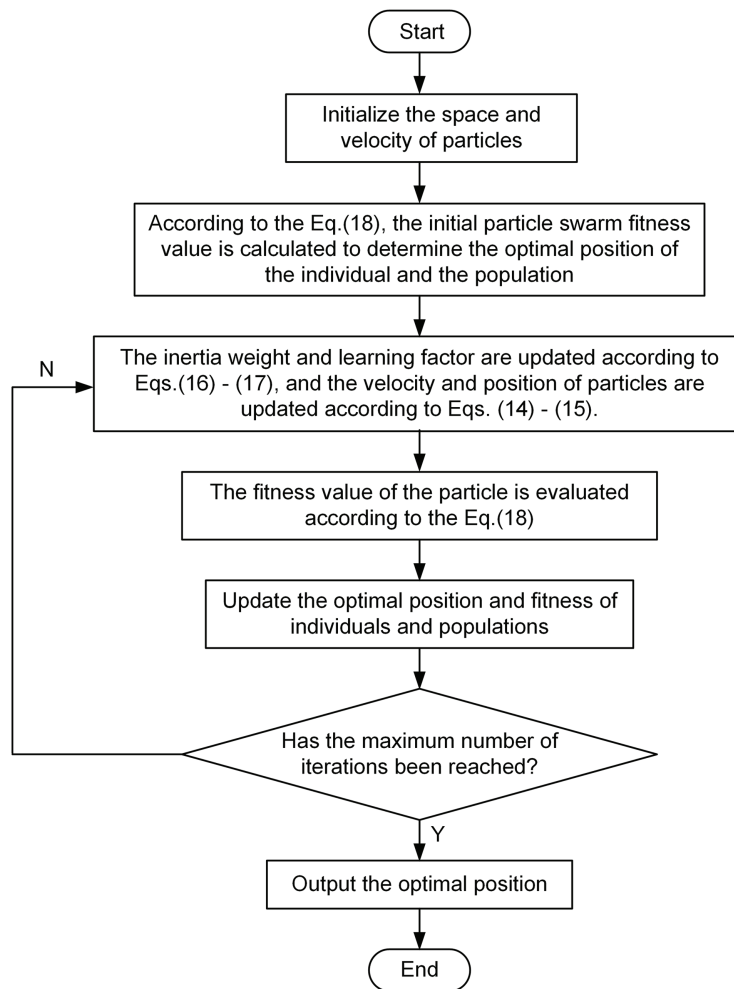 Start
Initialize the space and
velocity of particles
According to the Eq.(18), the initial particle swarm fitness
value is calculated to determine the optimal position of
the individual and the population
N
The inertia weight and learning factor are updated according to
Eqs.(16) - (17), and the velocity and position of particles are
updated according to Eqs. (14) - (15).
The fitness value of the particle is evaluated
according to the Eq.(18)
Update the optimal position and fitness of
individuals and populations
Has the maximum number of
iterations been reached?
Y
Output the optimal position
End